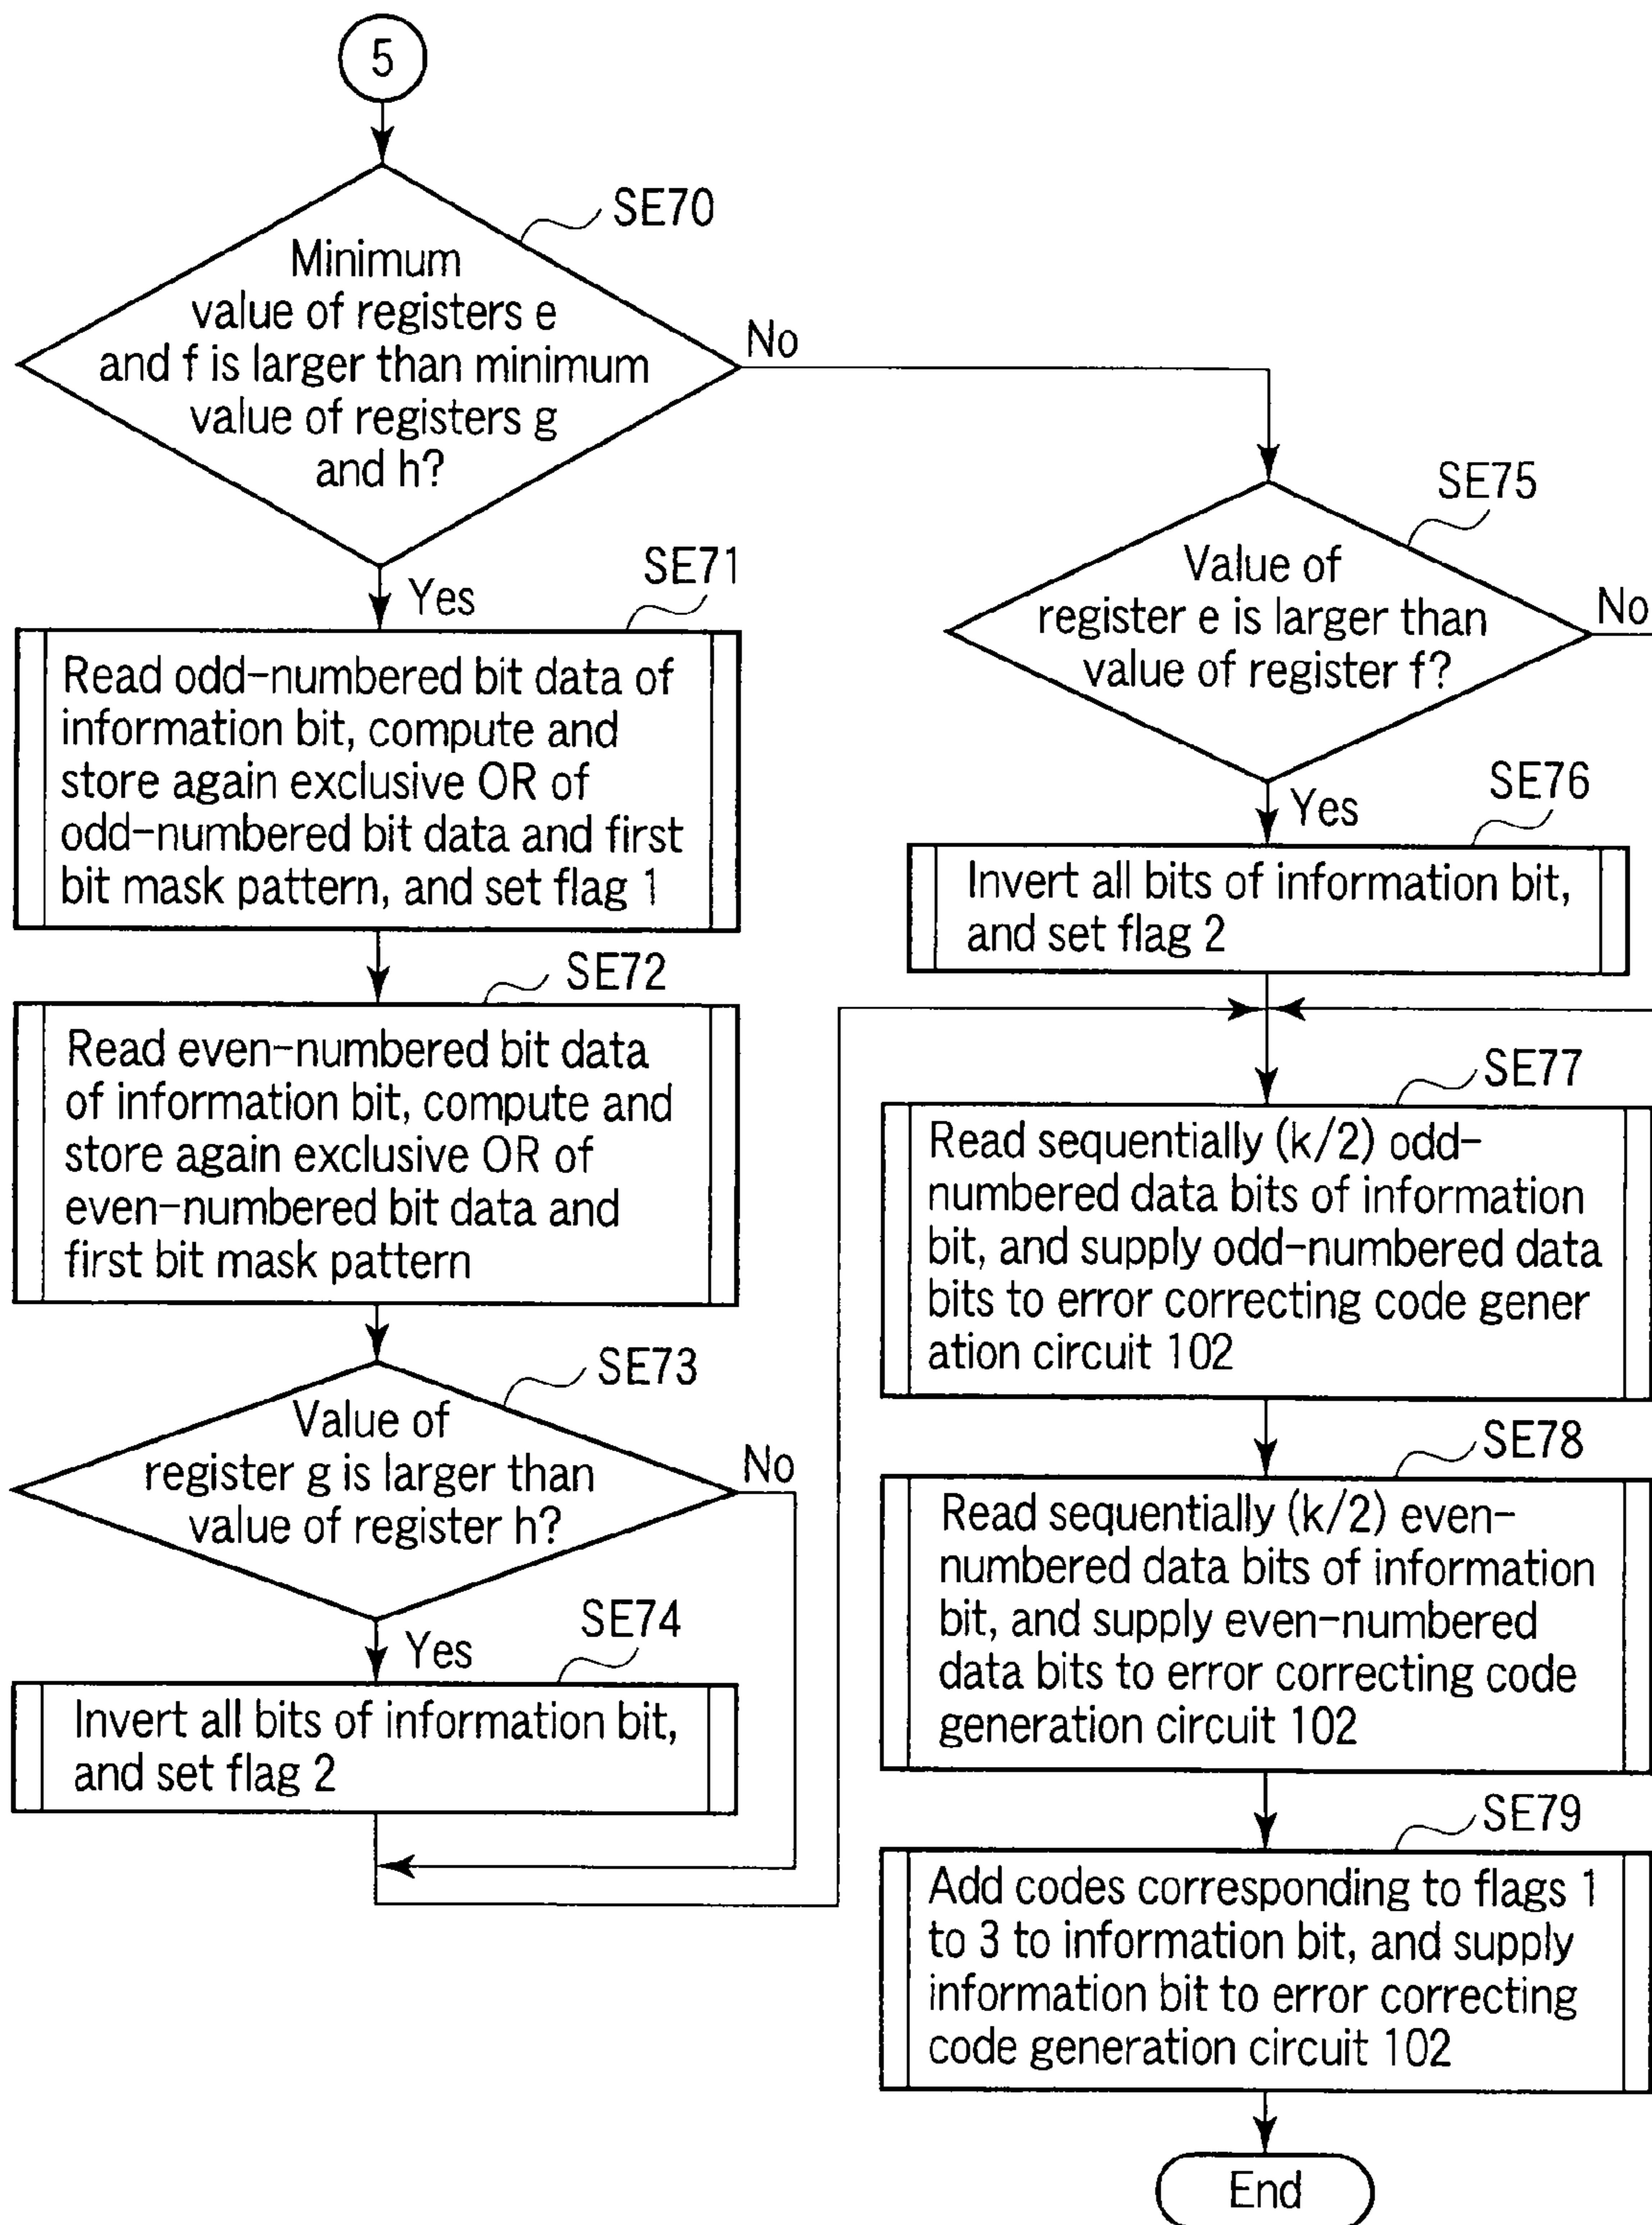 5
SE70
Minimum
value of registers e
and f is larger than minimum
value of registers g
and h?
No
Yes
SE71
Read odd-numbered bit data of
information bit, compute and
store again exclusive OR of
odd-numbered bit data and first
bit mask pattern, and set flag 1
SE72
Read even-numbered bit data
of information bit, compute and
store again exclusive OR of
even-numbered bit data and
first bit mask pattern
SE73
Value of
register g is larger than
value of register h?
No
Yes
SE74
Invert all bits of information bit,
and set flag 2
SE75
Value of
register e is larger than
value of register f?
No
Yes
SE76
Invert all bits of information bit,
and set flag 2
SE77
Read sequentially (k/2) odd-
numbered data bits of information
bit, and supply odd-numbered data
bits to error correcting code gener
ation circuit 102
SE78
Read sequentially (k/2) even-
numbered data bits of information
bit, and supply even-numbered
data bits to error correcting code
generation circuit 102
SE79
Add codes corresponding to flags 1
to 3 to information bit, and supply
information bit to error correcting
code generation circuit 102
End